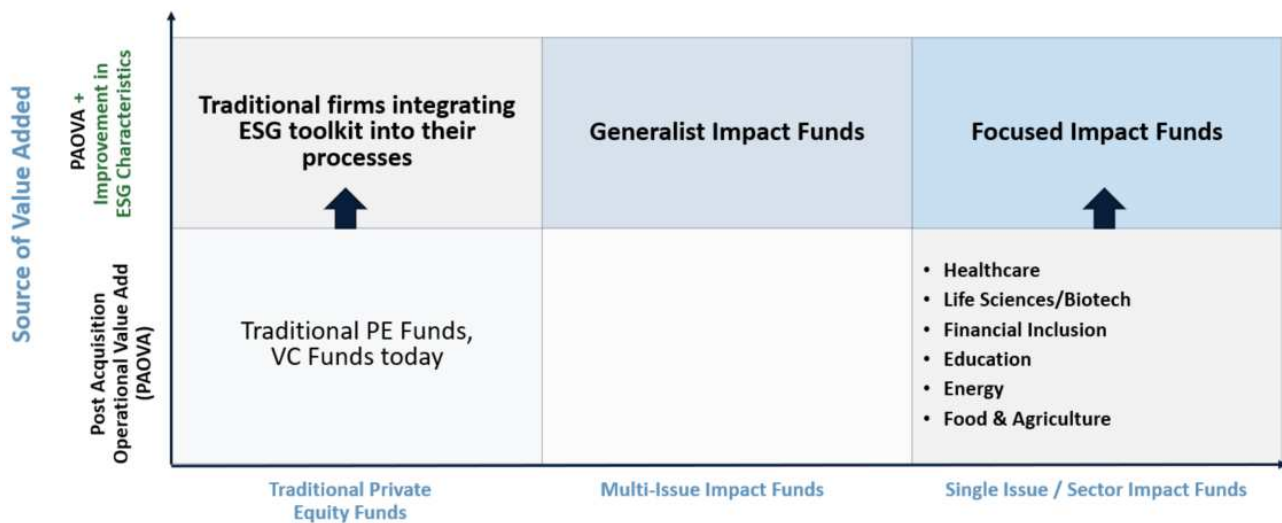 Source of Value Added
PAOVA +
Improvement in
ESG Characteristics
Traditional firms integrating
ESG toolkit into their
processes
Generalist Impact Funds
Focused Impact Funds
Post Acquisition
Operational Value Add
(PAOVA)
Traditional PE Funds,
VC Funds today
• Healthcare
• Life Sciences/Biotech
• Financial Inclusion
• Education
• Energy
• Food & Agriculture
Traditional Private
Equity Funds
Multi-Issue Impact Funds
Single Issue / Sector Impact Funds